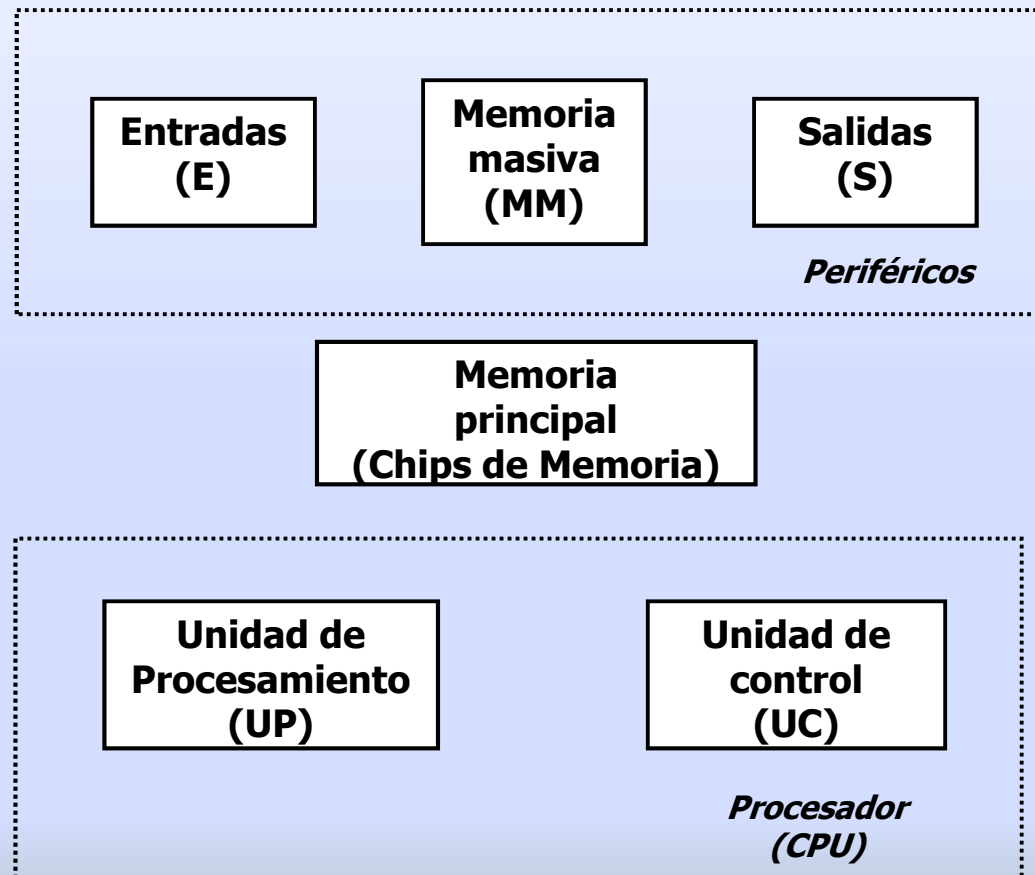 Entradas
(E)
Memoria
masiva
(MM)
Salidas
(S)
Periféricos
Memoria
principal
(Chips de Memoria)
Unidad de
Procesamiento
(UP)
Unidad de
control
(UC)
Procesador
(CPU)